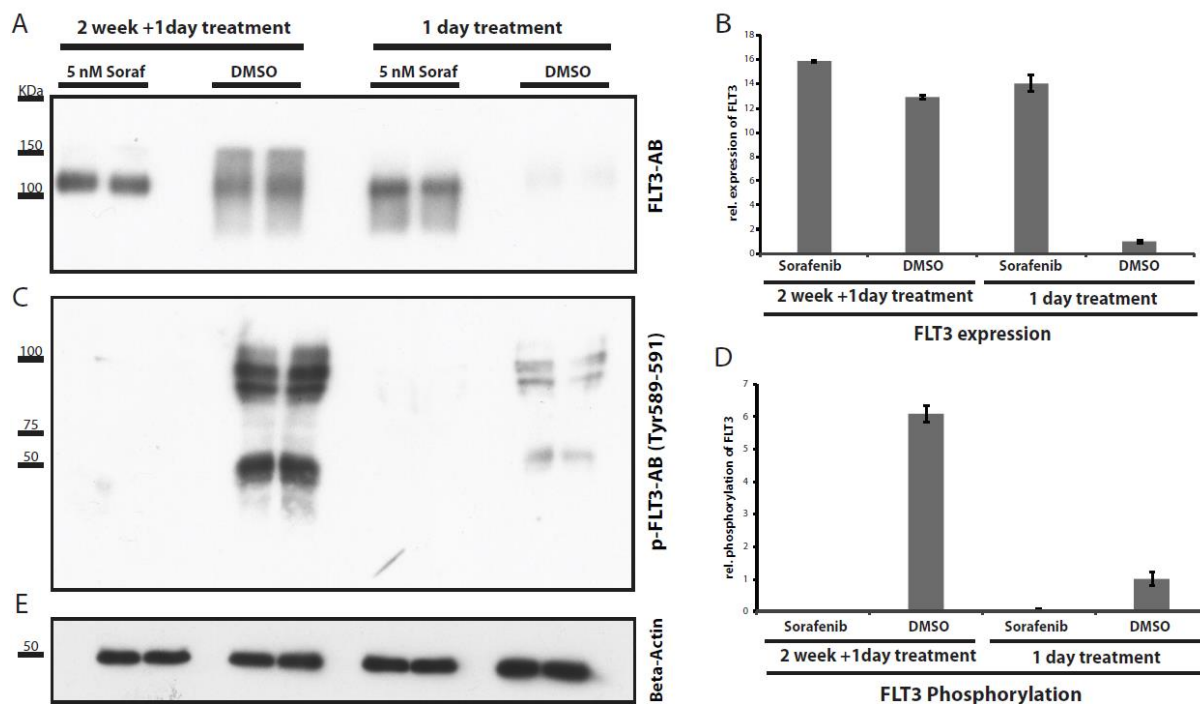 A
2 week +1day treatment
1 day treatment
5 nM Soraf
DMSO
5 nM Soraf
DMSO
KDa
150
100
FLT3-AB
B
rel. expression of FLT3
18
16
14
12
10
8
6
4
2
0
Sorafenib
DMSO
Sorafenib
DMSO
2 week +1day treatment
1 day treatment
FLT3 expression
C
100
75
50
p-FLT3-AB (Tyr589-591)
D
rel. phosphorylation of FLT3
7
6
5
4
3
2
1
0
Sorafenib
DMSO
Sorafenib
DMSO
2 week +1day treatment
1 day treatment
FLT3 Phosphorylation
E
50
Beta-Actin